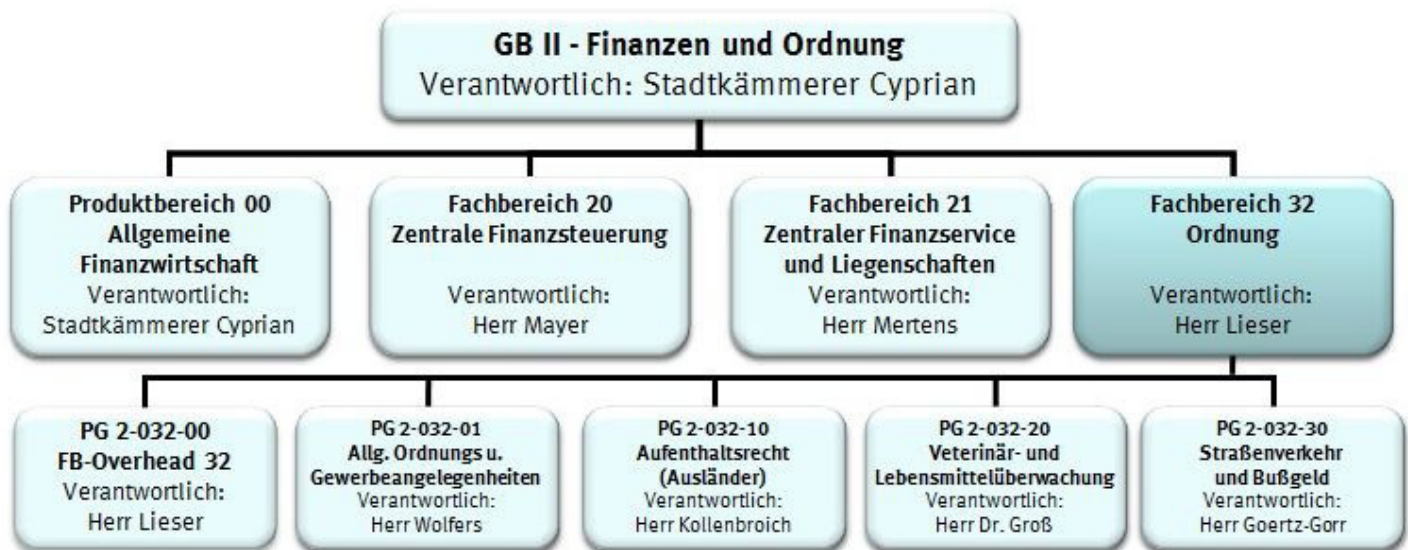 GB II - Finanzen und Ordnung
Verantwortlich: Stadtkämmerer Cyprian
Produktbereich 00
Allgemeine
Finanzwirtschaft
Verantwortlich:
Stadtkämmerer Cyprian
Fachbereich 20
Zentrale Finanzsteuerung
Verantwortlich:
Herr Mayer
Fachbereich 21
Zentraler Finanzservice
und Liegenschaften
Verantwortlich:
Herr Mertens
Fachbereich 32
Ordnung
Verantwortlich:
Herr Lieser
PG 2-032-00
FB-Overhead 32
Verantwortlich:
Herr Lieser
PG 2-032-01
Allg. Ordnungs u.
Gewerbeangelegenheiten
Verantwortlich:
Herr Wolfers
PG 2-032-10
Aufenthaltsrecht
(Ausländer)
Verantwortlich:
Herr Kollenbroich
PG 2-032-20
Veterinär- und
Lebensmittelüberwachung
Verantwortlich:
Herr Dr. Groß
PG 2-032-30
Straßenverkehr
und Bußgeld
Verantwortlich:
Herr Goertz-Gorr